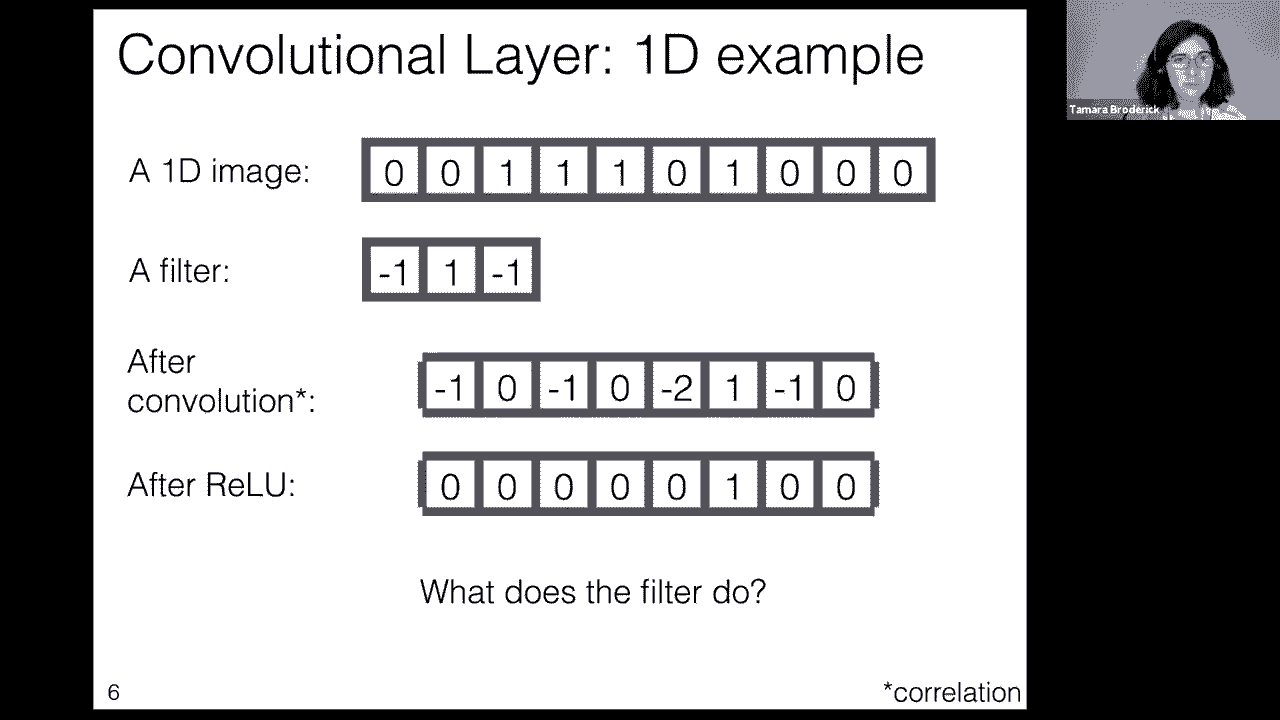 Convolutional Layer: 1D example
Tamara Broderick
A 1D image: 0 0 1 1 1 0 1 0 0 0
A filter: -1 1 -1
After
convolution*: -1 0 -1 0 -2 1 -1 0
After ReLU: 0 0 0 0 0 1 0 0
What does the filter do?
6
*correlation